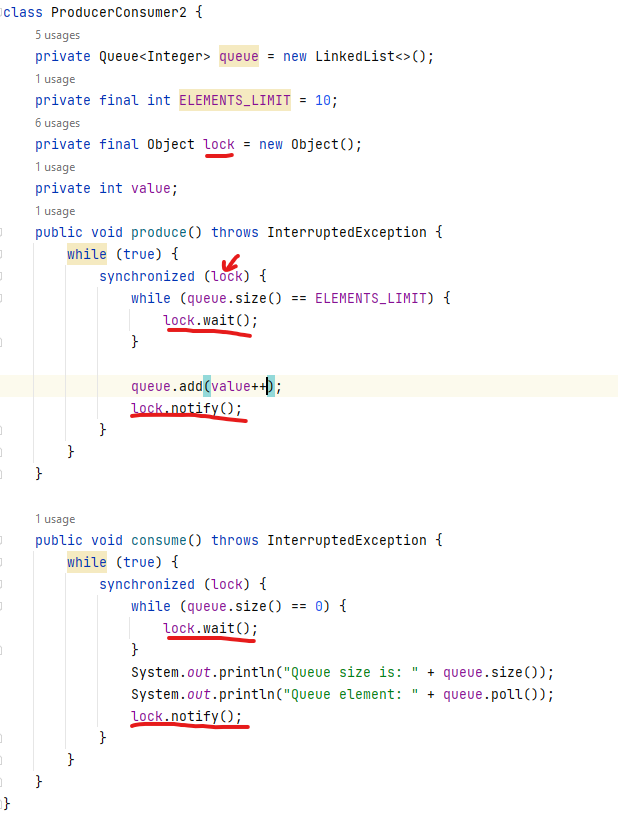 class ProducerConsumer2 {
5 usages
private Queue<Integer> queue = new LinkedList<>();
1 usage
private final int ELEMENTS_LIMIT = 10;
6 usages
private final Object lock = new Object();
1 usage
private int value;
1 usage
public void produce() throws InterruptedException {
while (true) {
synchronized (lock) {
while (queue.size() == ELEMENTS_LIMIT) {
lock.wait();
}
queue.add(value++);
lock.notify();
}
}
}
1 usage
public void consume() throws InterruptedException {
while (true) {
synchronized (lock) {
while (queue.size() == 0) {
lock.wait();
}
System.out.println("Queue size is: " + queue.size());
System.out.println("Queue element: " + queue.poll());
lock.notify();
}
}
}
}